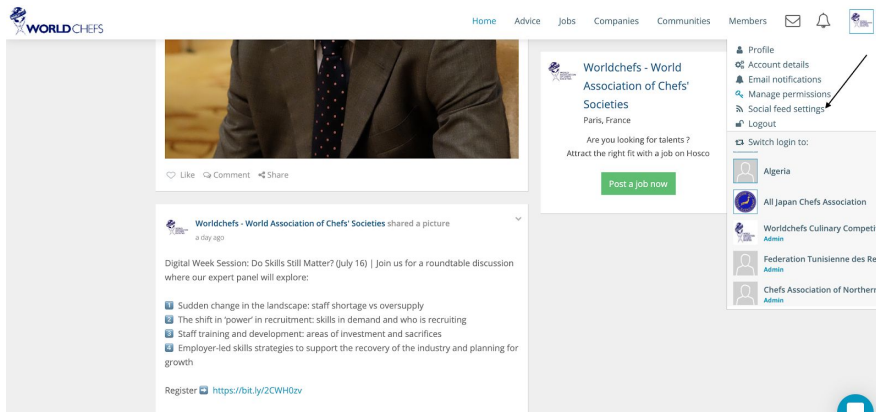 WORLDCHEFS
Home Advice Jobs Companies Communities Members
Profile
Account details
Email notifications
Manage permissions
Social feed settings
Logout
Switch login to:
Algeria
All Japan Chefs Association
Worldchefs Culinary Competi
Admin
Federation Tunisienne des Re
Admin
Chefs Association of Northern
Admin
Worldchefs - World
Association of Chefs'
Societies
Paris, France
Are you looking for talents ?
Attract the right fit with a job on Hosco
Post a job now
Like Comment Share
Worldchefs - World Association of Chefs' Societies shared a picture
a day ago
Digital Week Session: Do Skills Still Matter? (July 16) | Join us for a roundtable discussion
where our expert panel will explore:
1 Sudden change in the landscape: staff shortage vs oversupply
2 The shift in 'power' in recruitment: skills in demand and who is recruiting
3 Staff training and development: areas of investment and sacrifices
4 Employer-led skills strategies to support the recovery of the industry and planning for
growth
Register ➡ https://bit.ly/2CWH0zv